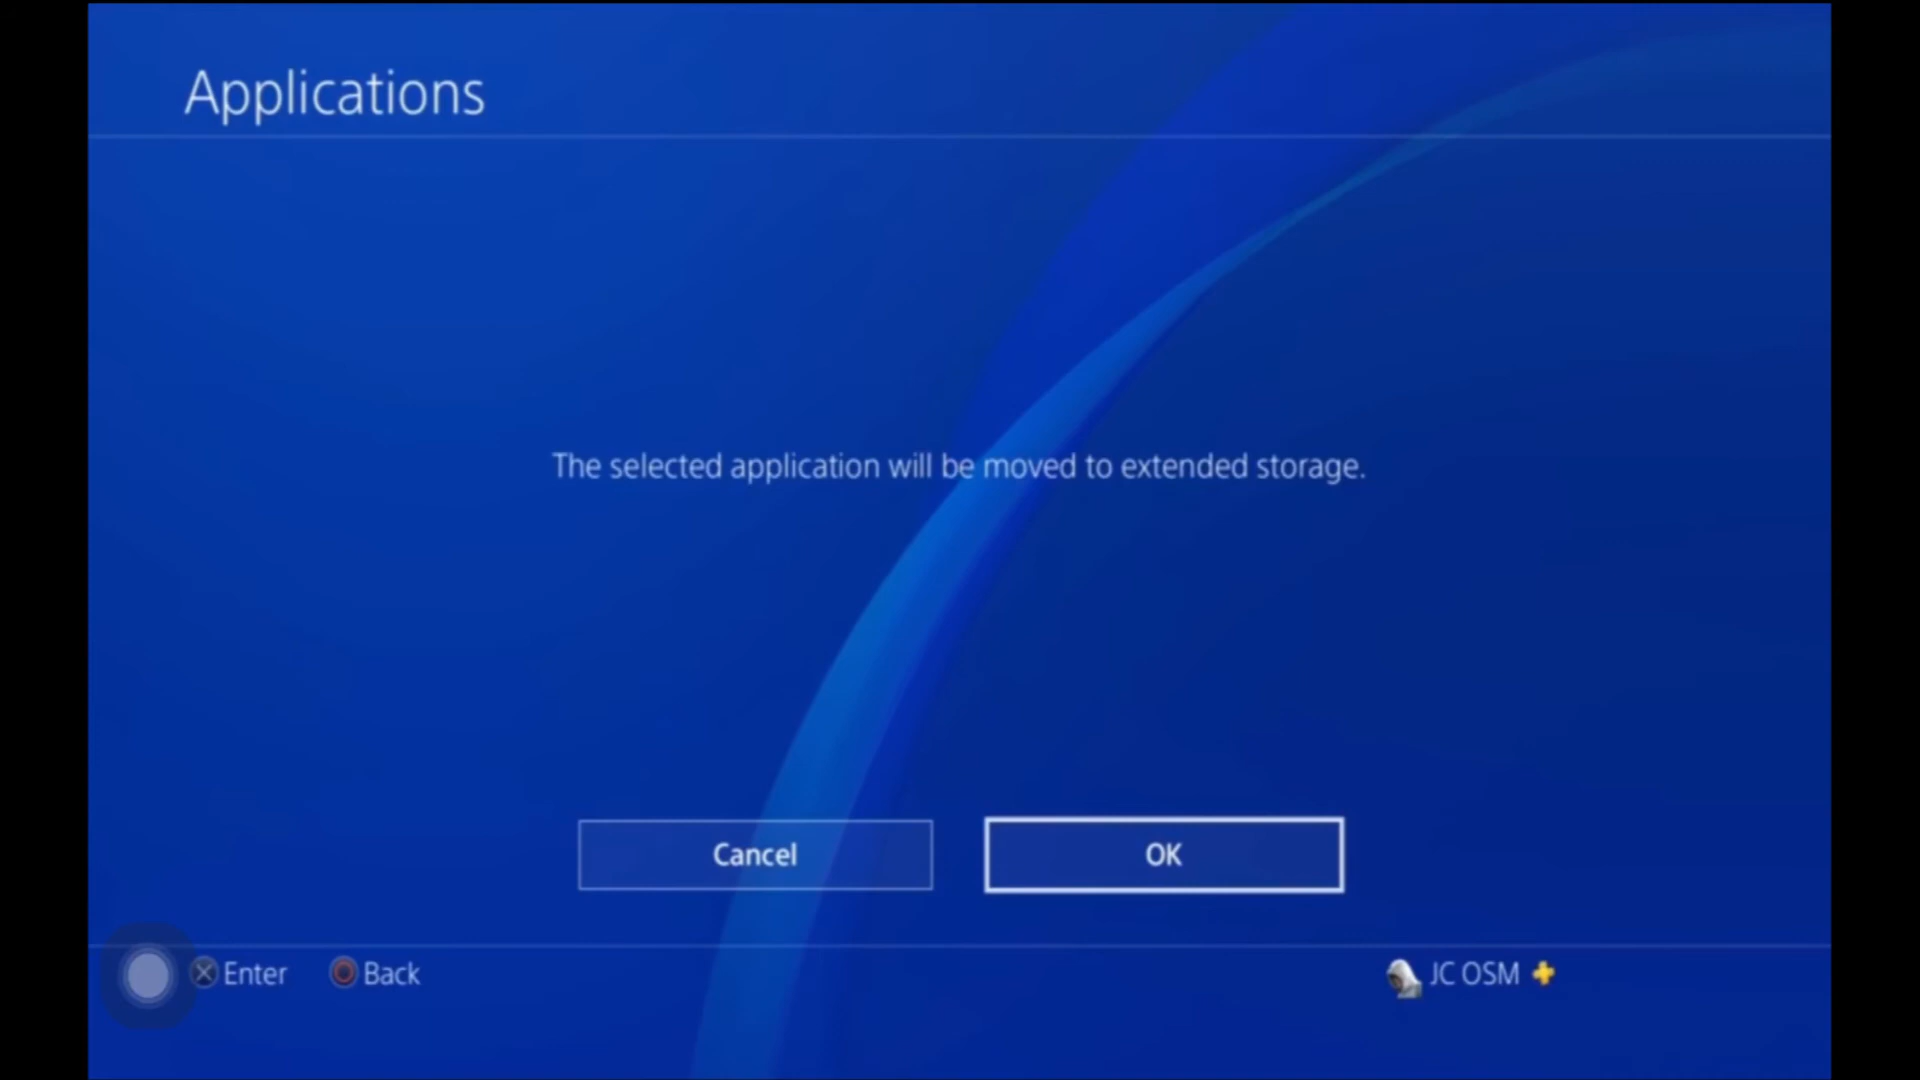 Applications
The selected application will be moved to extended storage.
Cancel
OK
Enter
Back
JC OSM